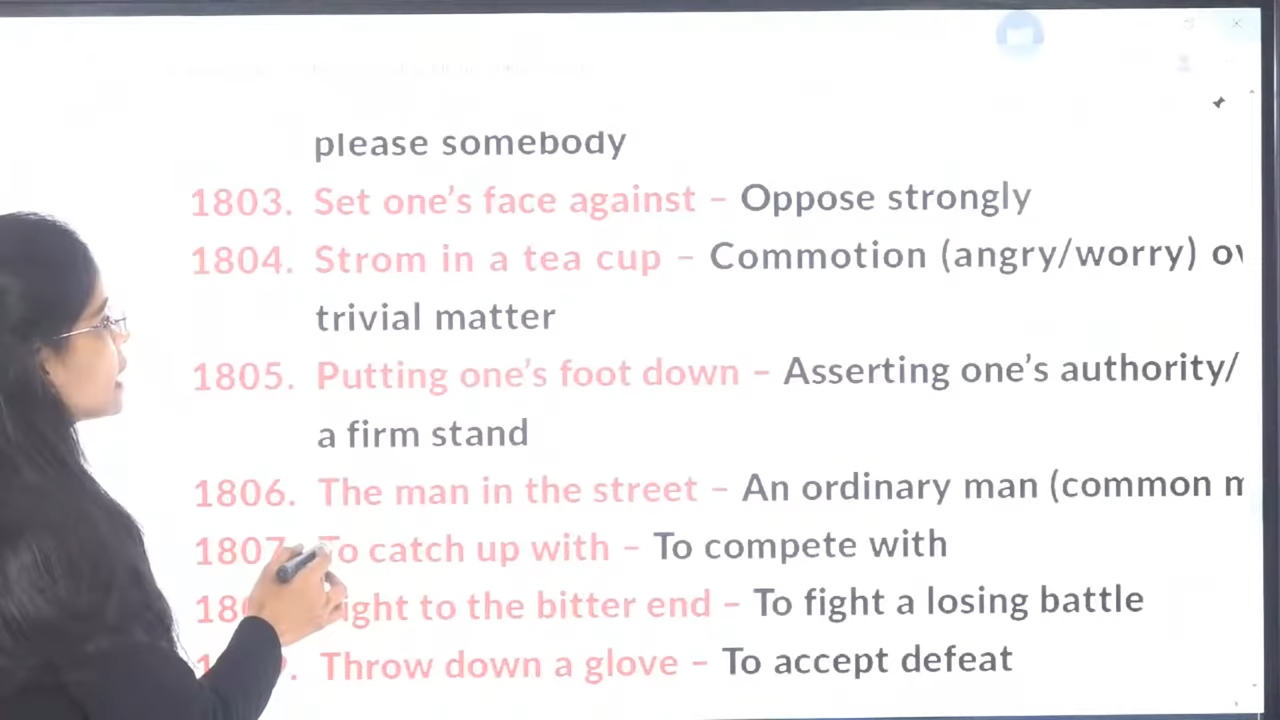 please somebody
1803. Set one's face against – Oppose strongly
1804. Strom in a tea cup – Commotion (angry/worry)
trivial matter
1805. Putting one's foot down – Asserting one's authority/
a firm stand
1806. The man in the street – An ordinary man (common
1807. To catch up with – To compete with
to the bitter end – To fight a losing battle
Throw down a glove – To accept defeat